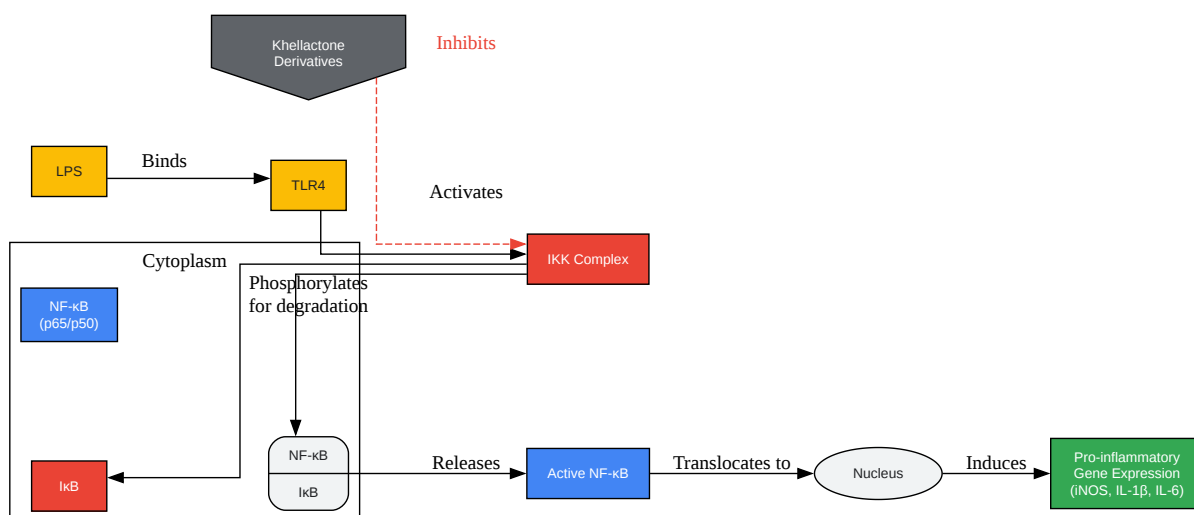 Khellactone
Derivatives
Inhibits
LPS
Binds
TLR4
Activates
Cytoplasm
IKK Complex
Phosphorylates
for degradation
NF-κB
(p65/p50)
NF-κB
IκB
IκB
Releases
Active NF-κB
Translocates to
Nucleus
Induces
Pro-inflammatory
Gene Expression
(iNOS, IL-1β, IL-6)